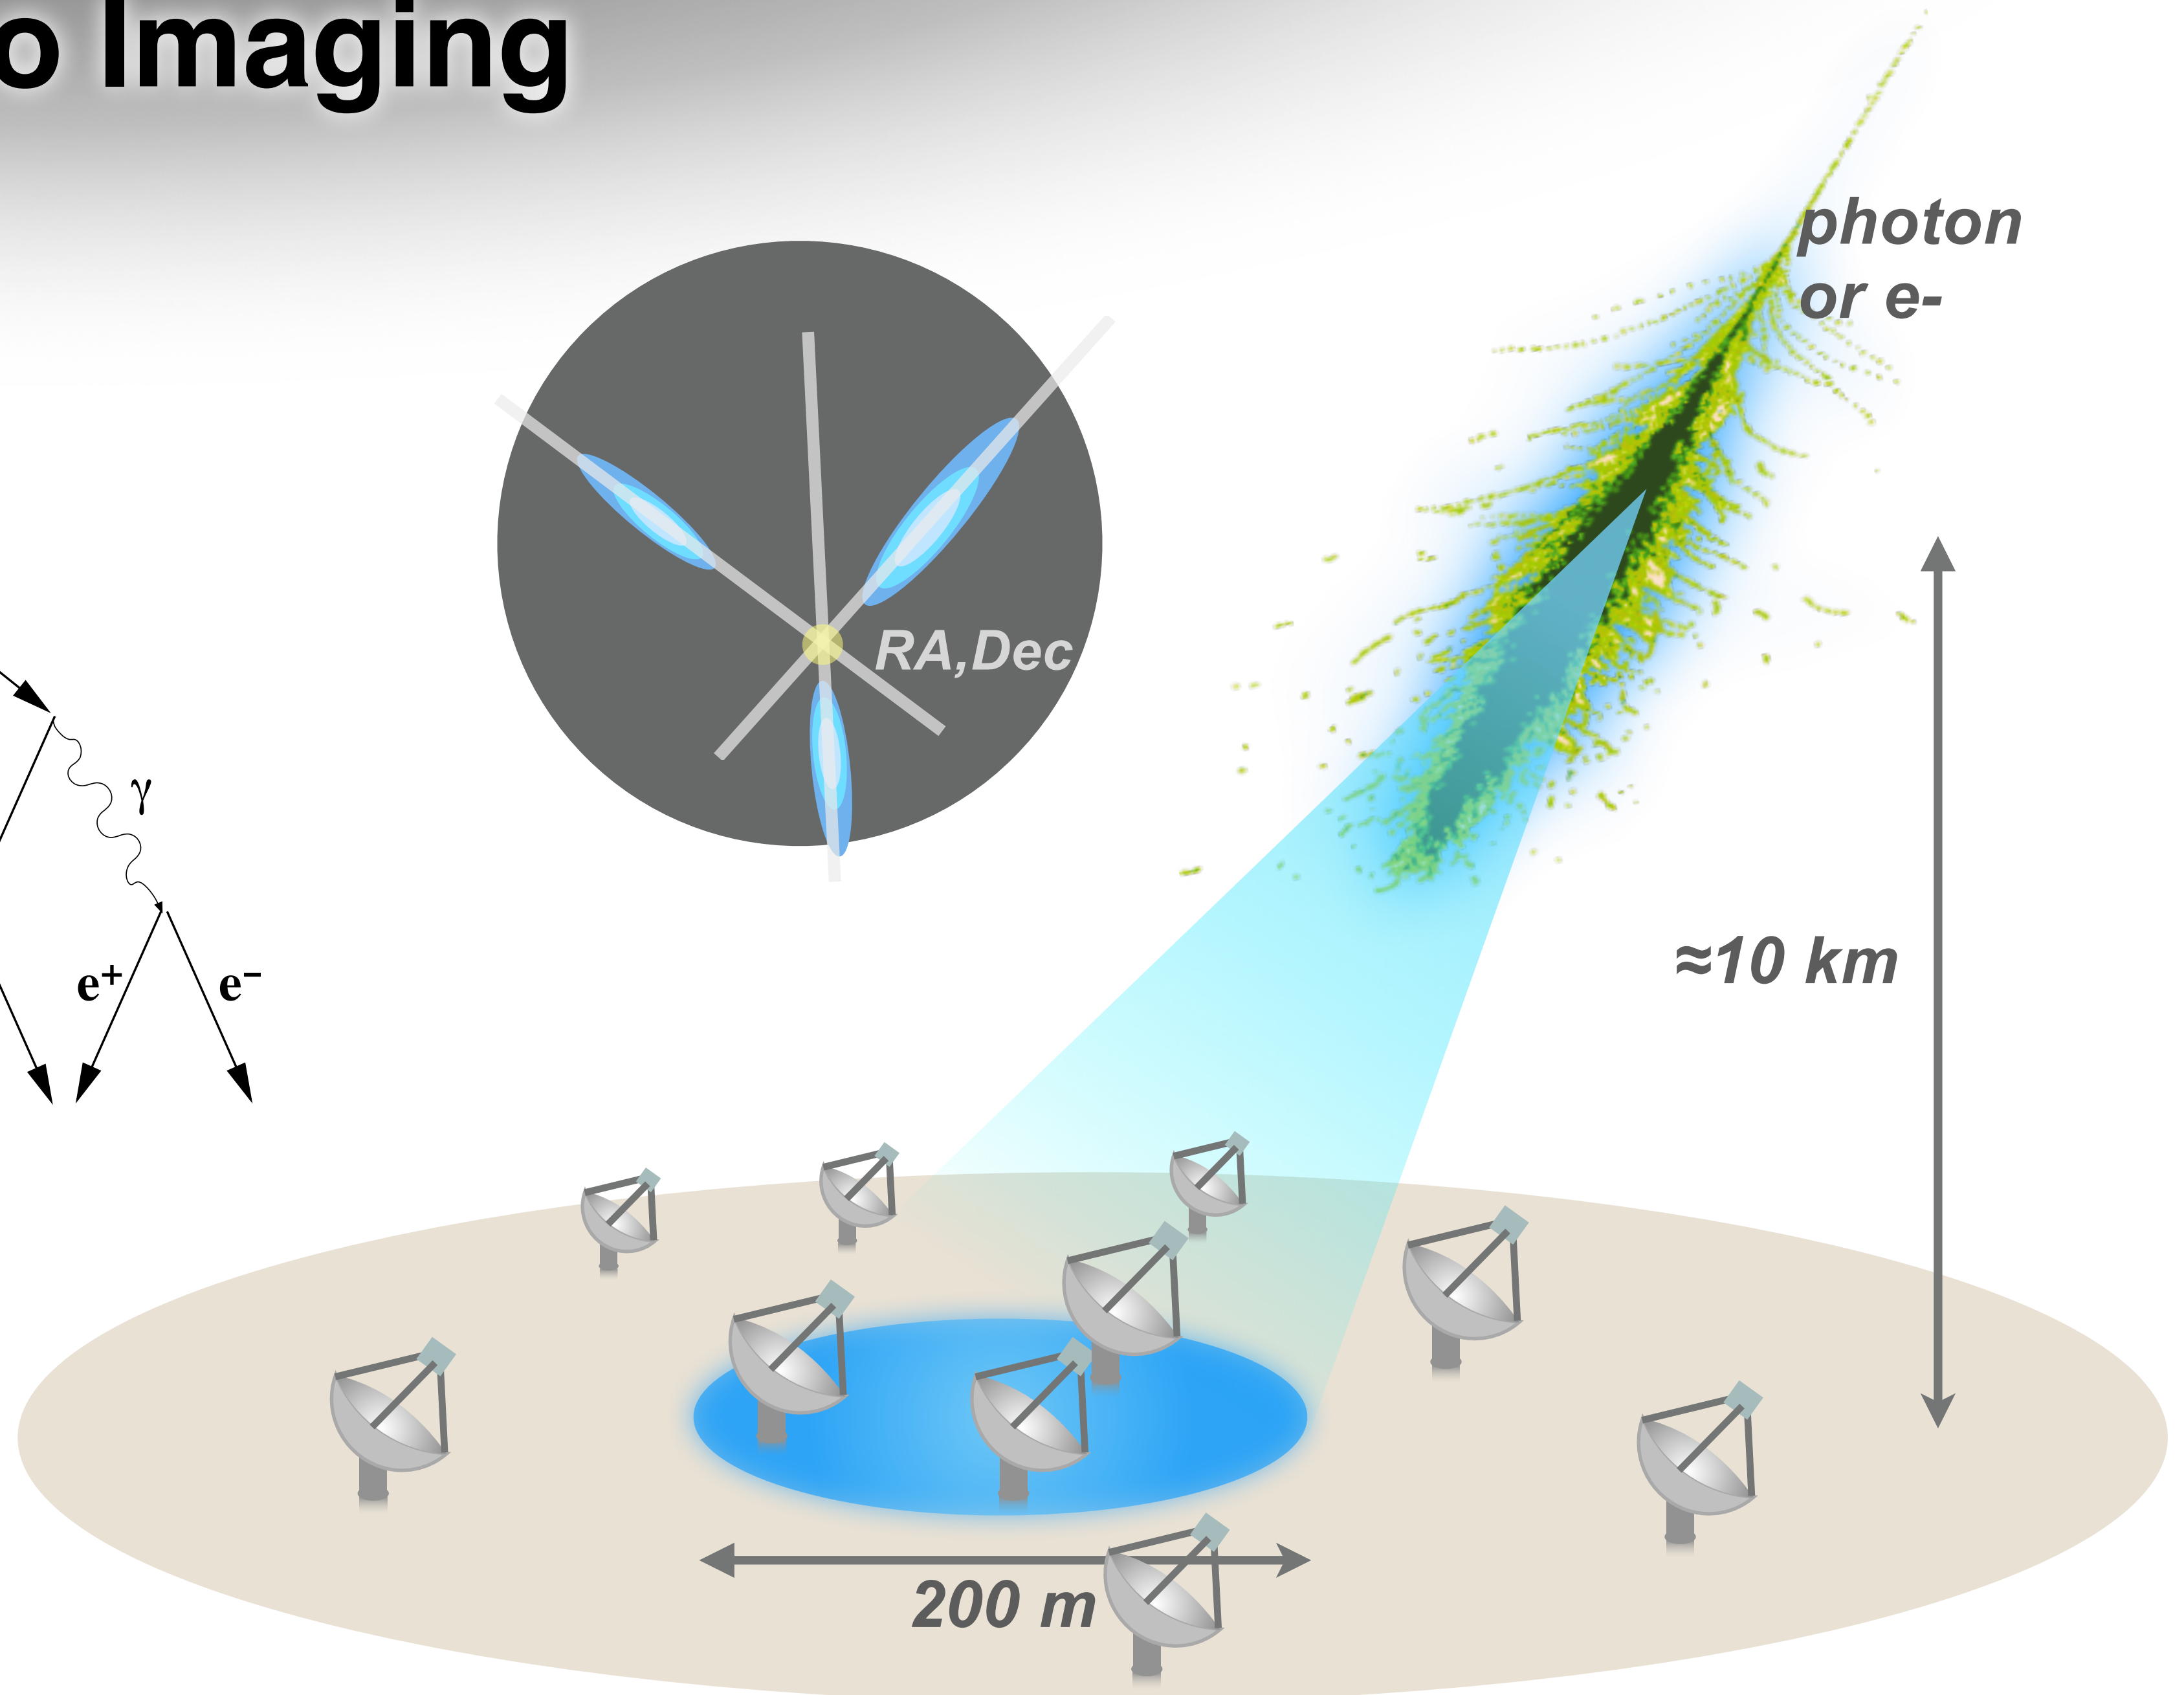 o Imaging
photon
or e-
RA,Dec
γ
≈10 km
e⁺ e⁻
200 m